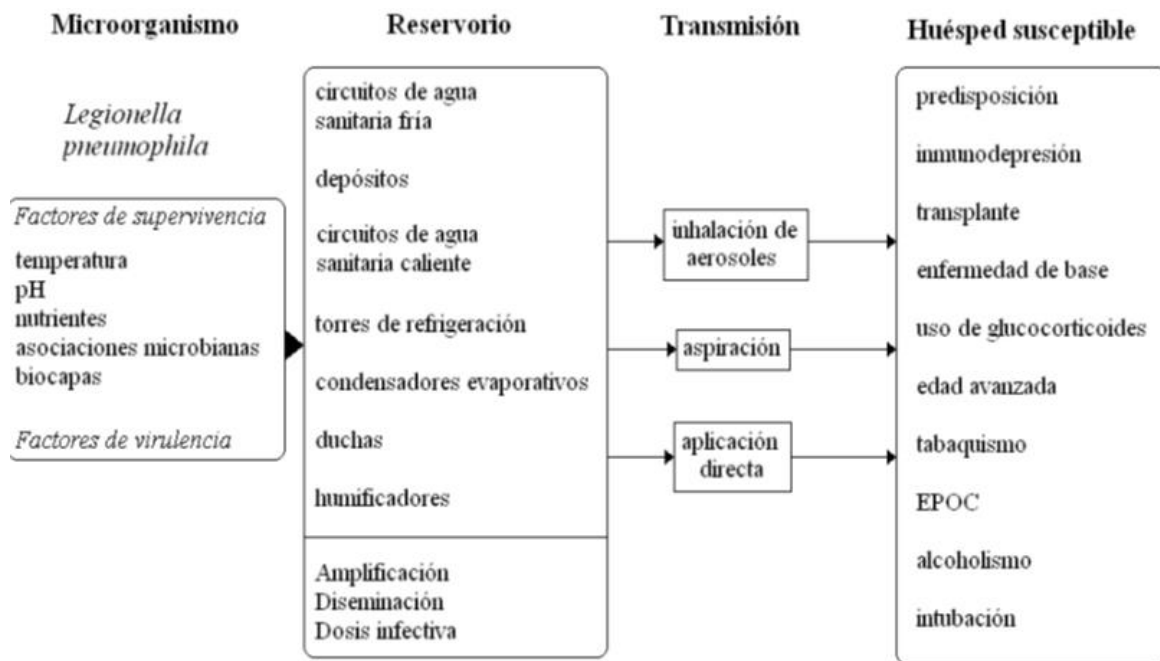 Microorganismo
Legionella
pneumophila
Factores de supervivencia
temperatura
pH
nutrientes
asociaciones microbianas
biocapas
Factores de virulencia
Reservorio
circuitos de agua
sanitaria fría
depósitos
circuitos de agua
sanitaria caliente
torres de refrigeración
condensadores evaporativos
duchas
humificadores
Amplificación
Diseminación
Dosis infectiva
Transmisión
inhalación de
aerosoles
aspiración
aplicación
directa
Huésped susceptible
predisposición
inmunodepresión
transplante
enfermedad de base
uso de glucocorticoides
edad avanzada
tabaquismo
EPOC
alcoholismo
intubación